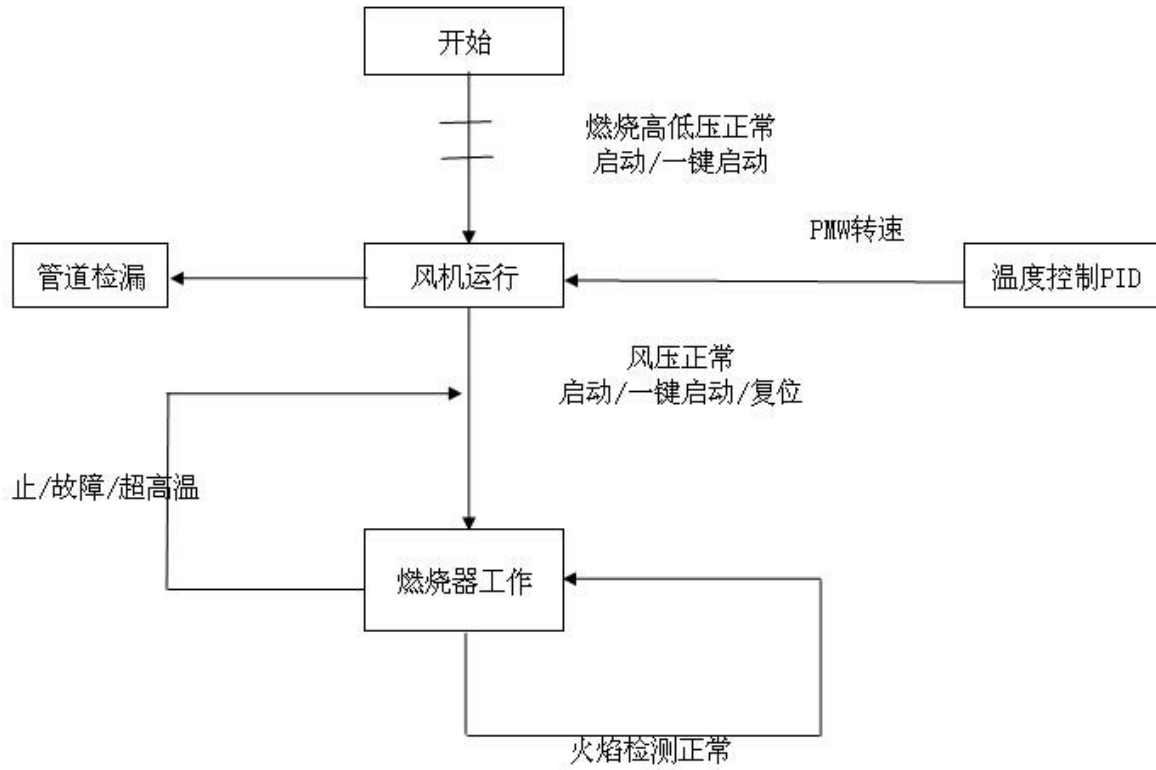 开始
燃烧高低压正常
启动/一键启动
PMW转速
管道检漏
风机运行
温度控制PID
风压正常
启动/一键启动/复位
止/故障/超高温
燃烧器工作
火焰检测正常